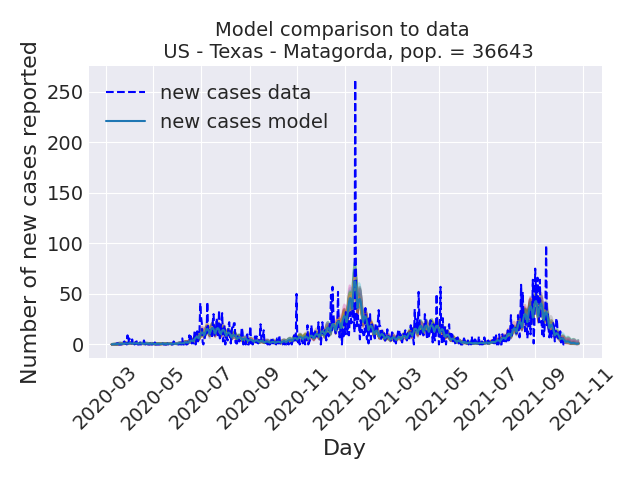 Model comparison to data
US - Texas - Matagorda, pop. = 36643
Number of new cases reported
250
200
150
100
50
0
new cases data
new cases model
2020-03
2020-05
2020-07
2020-09
2020-11
2021-01
2021-03
2021-05
2021-07
2021-09
2021-11
Day